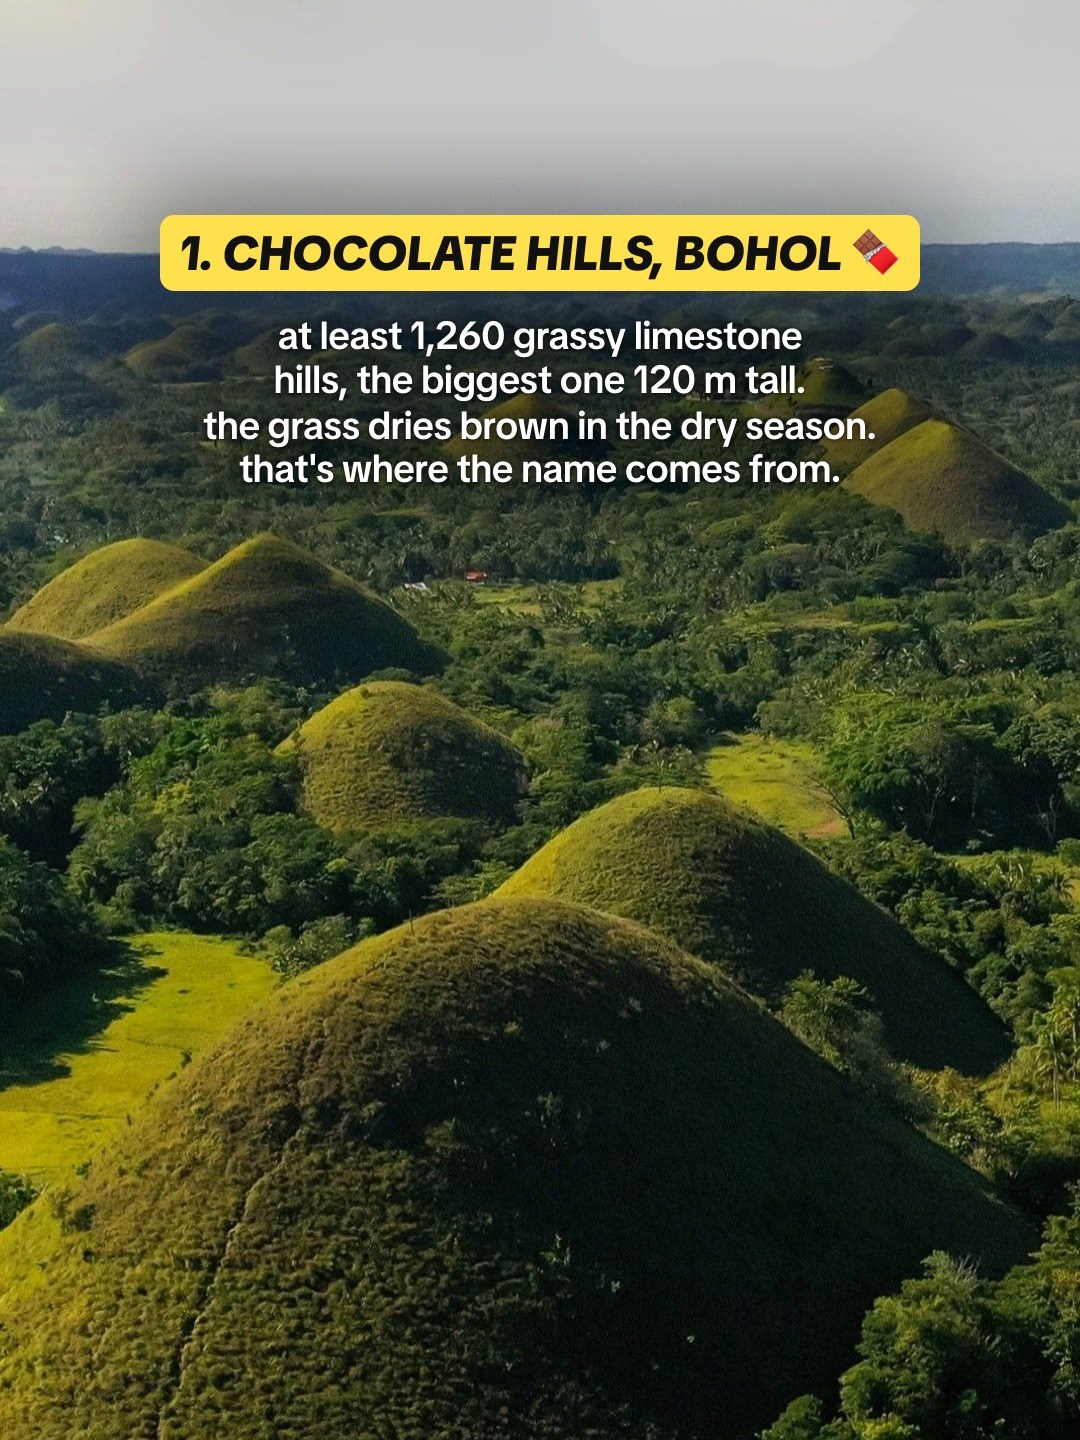 1. CHOCOLATE HILLS, BOHOL 🍫
at least 1,260 grassy limestone
hills, the biggest one 120 m tall.
the grass dries brown in the dry season.
that's where the name comes from.